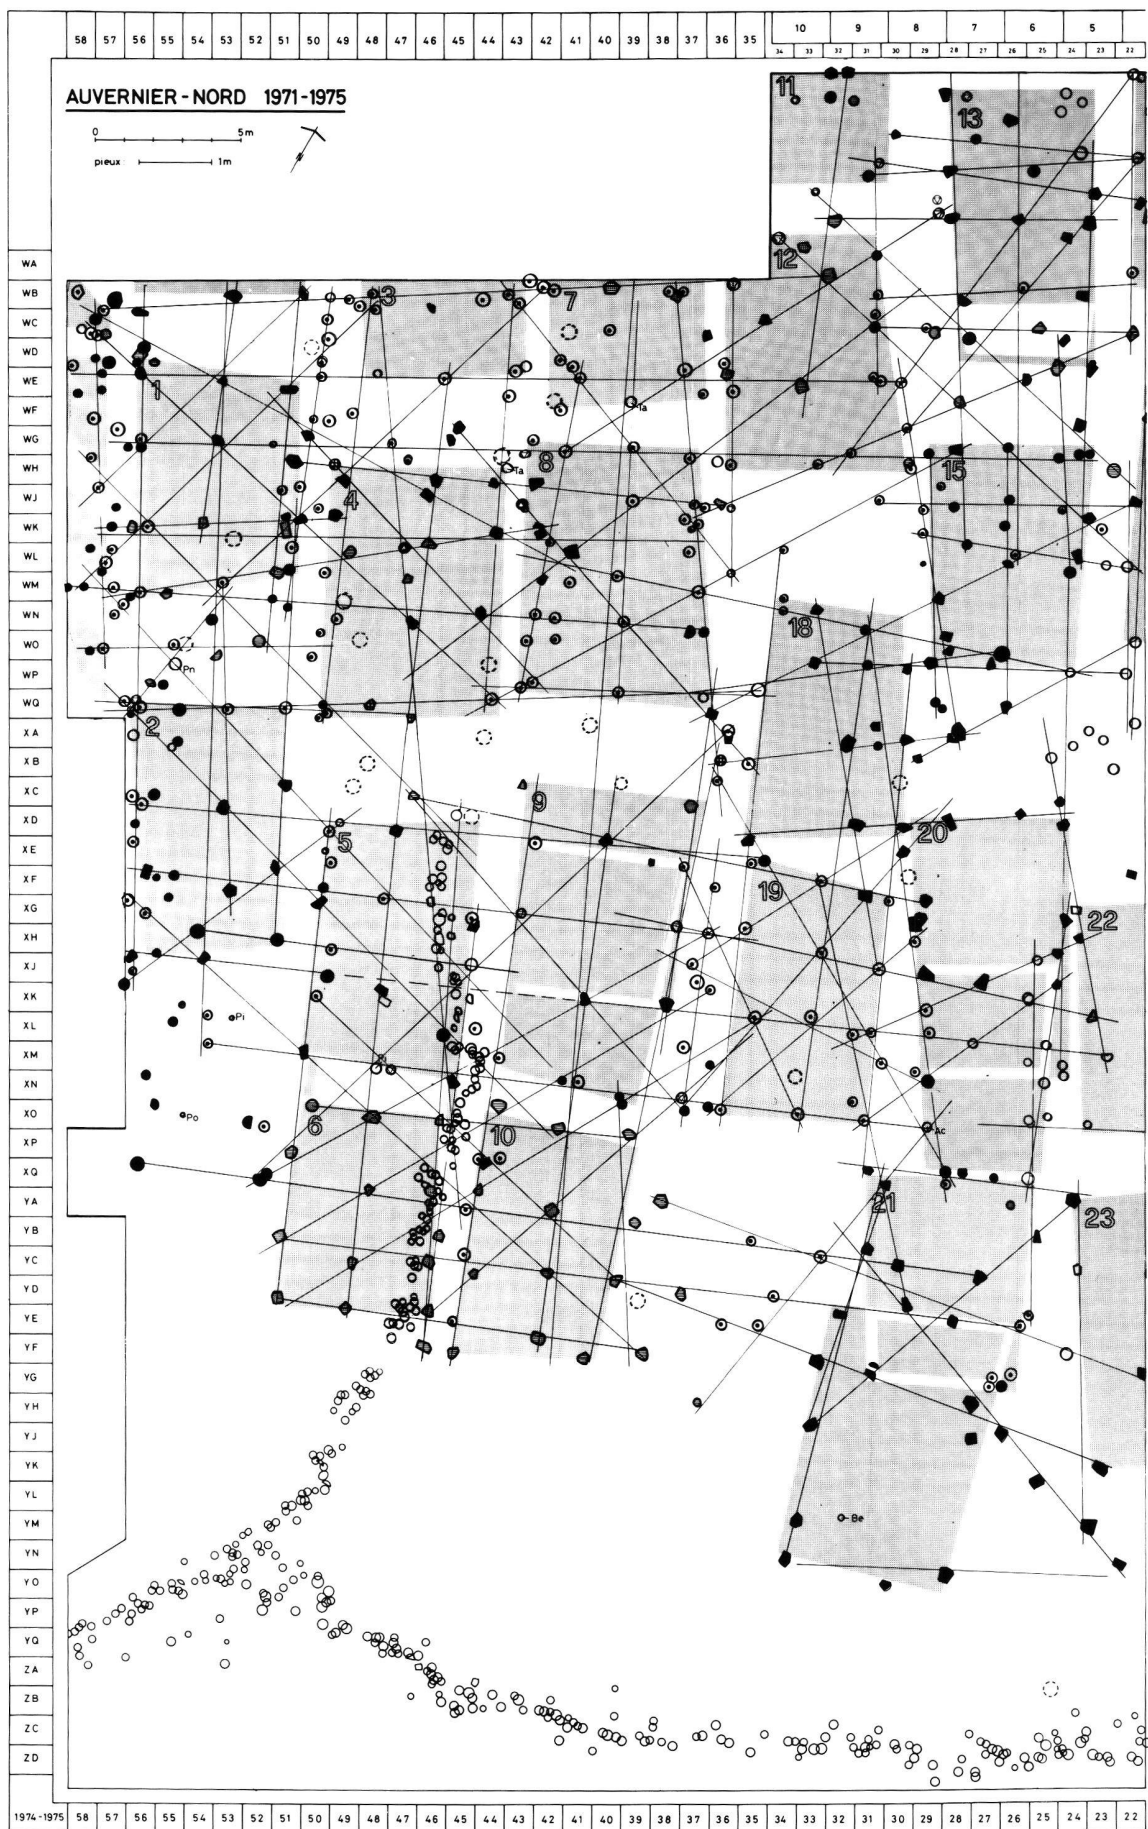 58 57 56 55 54 53 52 51 50 49 48 47 46 45 44 43 42 41 40 39 38 37 36 35 10 9 8 7 6 5
34 33 32 31 30 29 28 27 26 25 24 23 22
11
AUVERNIER-NORD 1971-1975
13
0 5m
pieux 1m
WA
12
WB
3 7
WC
WD
WE
1
WF
Ta
WG
WH
Ta 8 15
WJ
4
WK
WL
WM
WN
18
WO
WP
Pn
WQ
XA
2
XB
XC
9
XD
5 20
XE
XF
19
XG
22
XH
XJ
XK
XL
Pi
XM
XN
XO
Po
6 10
XP
Ac
XQ
YA
21 23
YB
YC
YD
YE
YF
YG
YH
YJ
YK
YL
YM
Be
YN
YO
YP
YQ
ZA
ZB
ZC
ZD
1974-1975 58 57 56 55 54 53 52 51 50 49 48 47 46 45 44 43 42 41 40 39 38 37 36 35 34 33 32 31 30 29 28 27 26 25 24 23 22